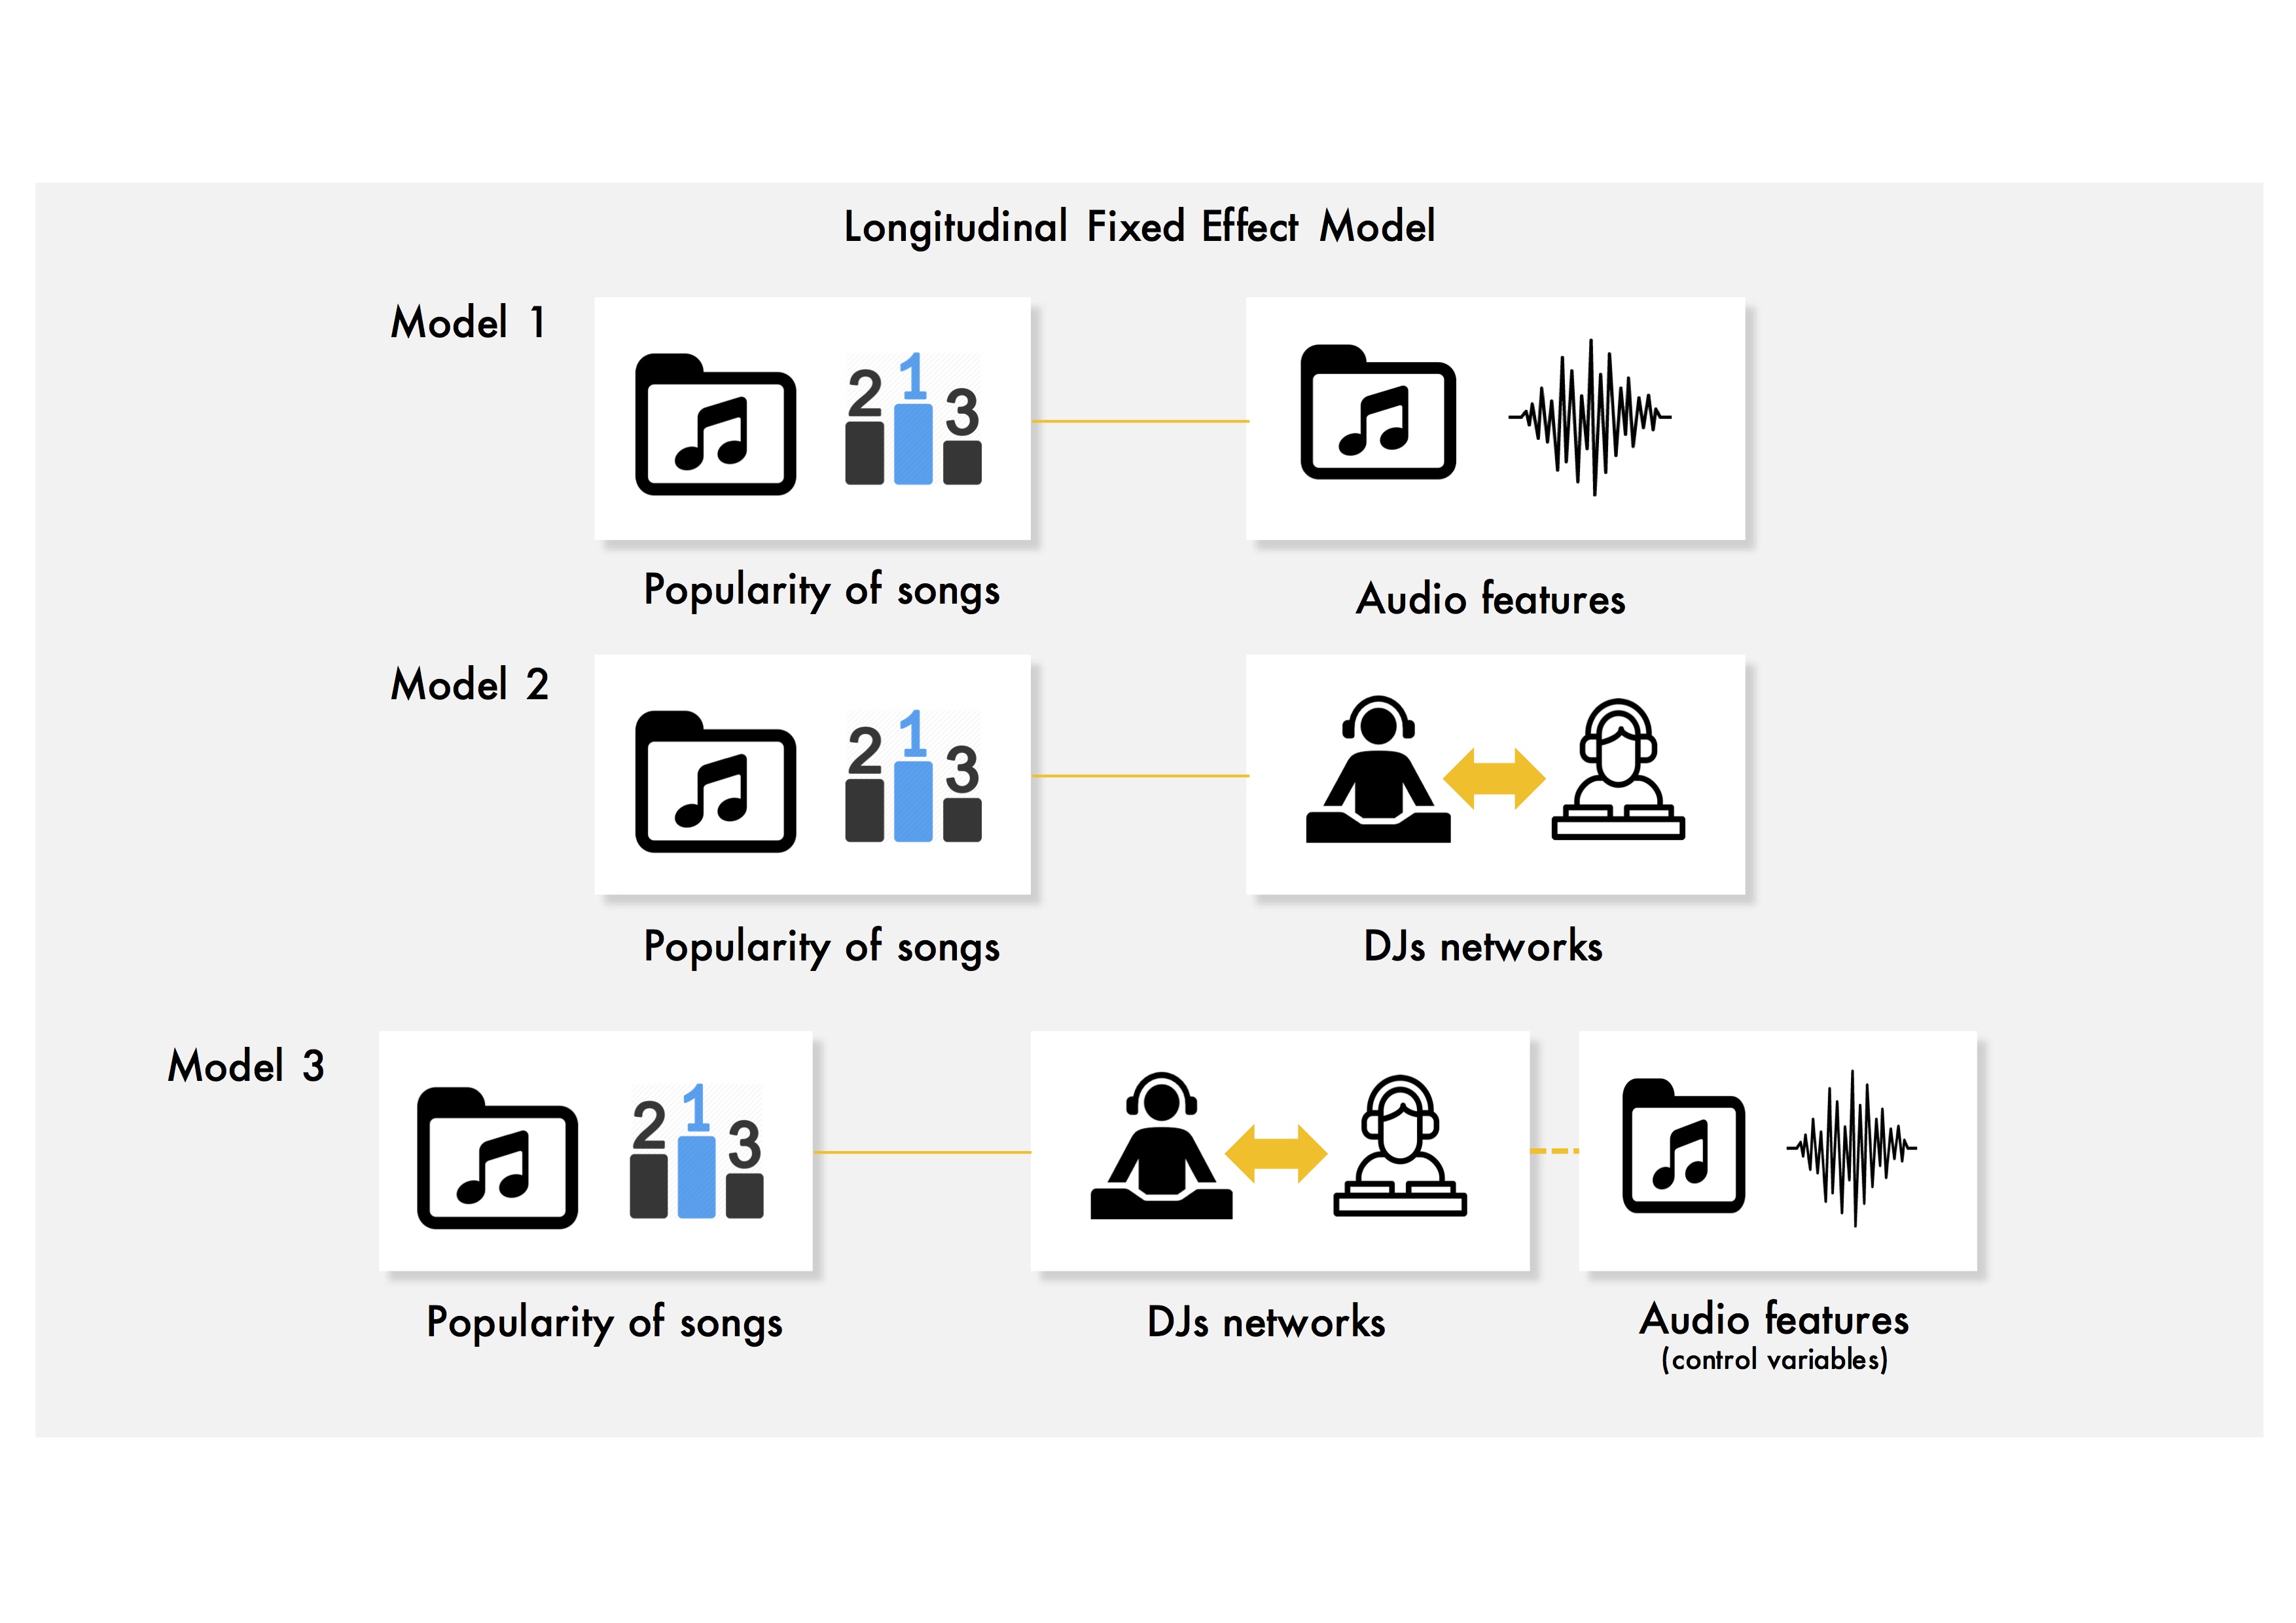 Longitudinal Fixed Effect Model
Model 1
2 1 3
Popularity of songs
Audio features
Model 2
2 1 3
Popularity of songs
DJs networks
Model 3
2 1 3
Popularity of songs
DJs networks
Audio features
(control variables)